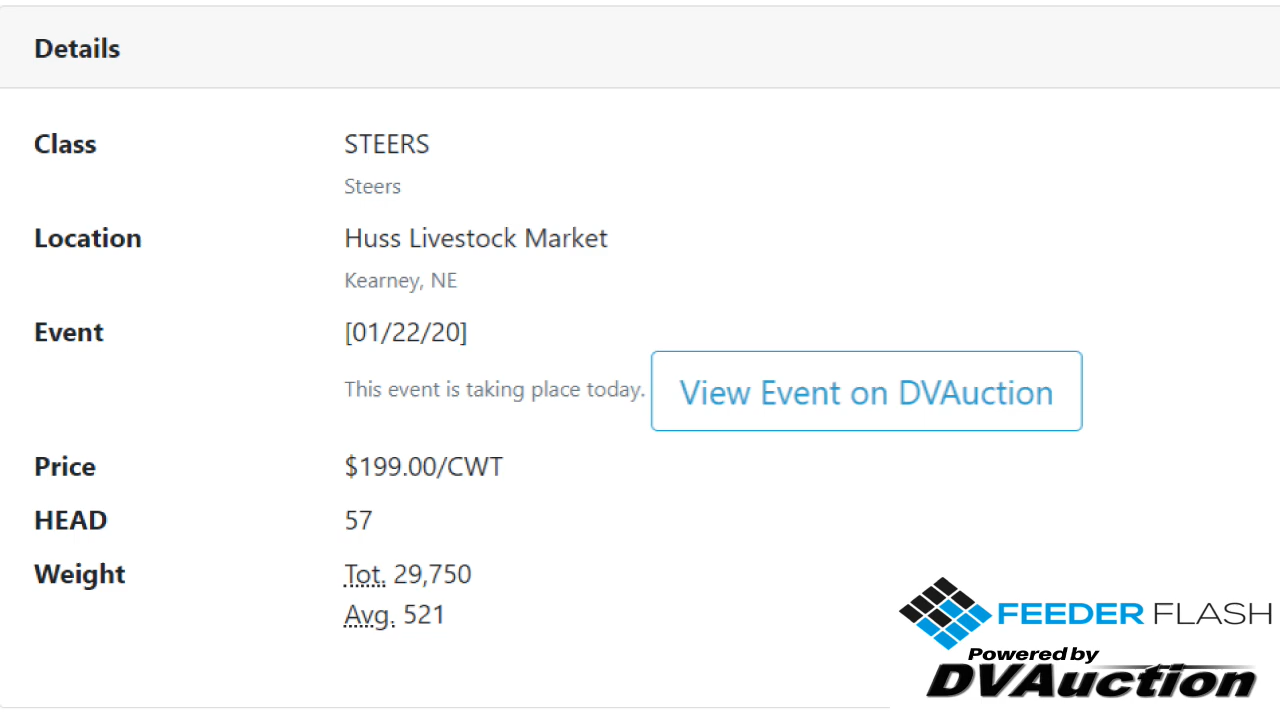 Details
Class STEERS
Steers
Location Huss Livestock Market
Kearney, NE
Event [01/22/20]
This event is taking place today. View Event on DVAuction
Price $199.00/CWT
HEAD 57
Weight Tot. 29,750
Avg. 521
FEEDER FLASH
Powered by
DVAuction